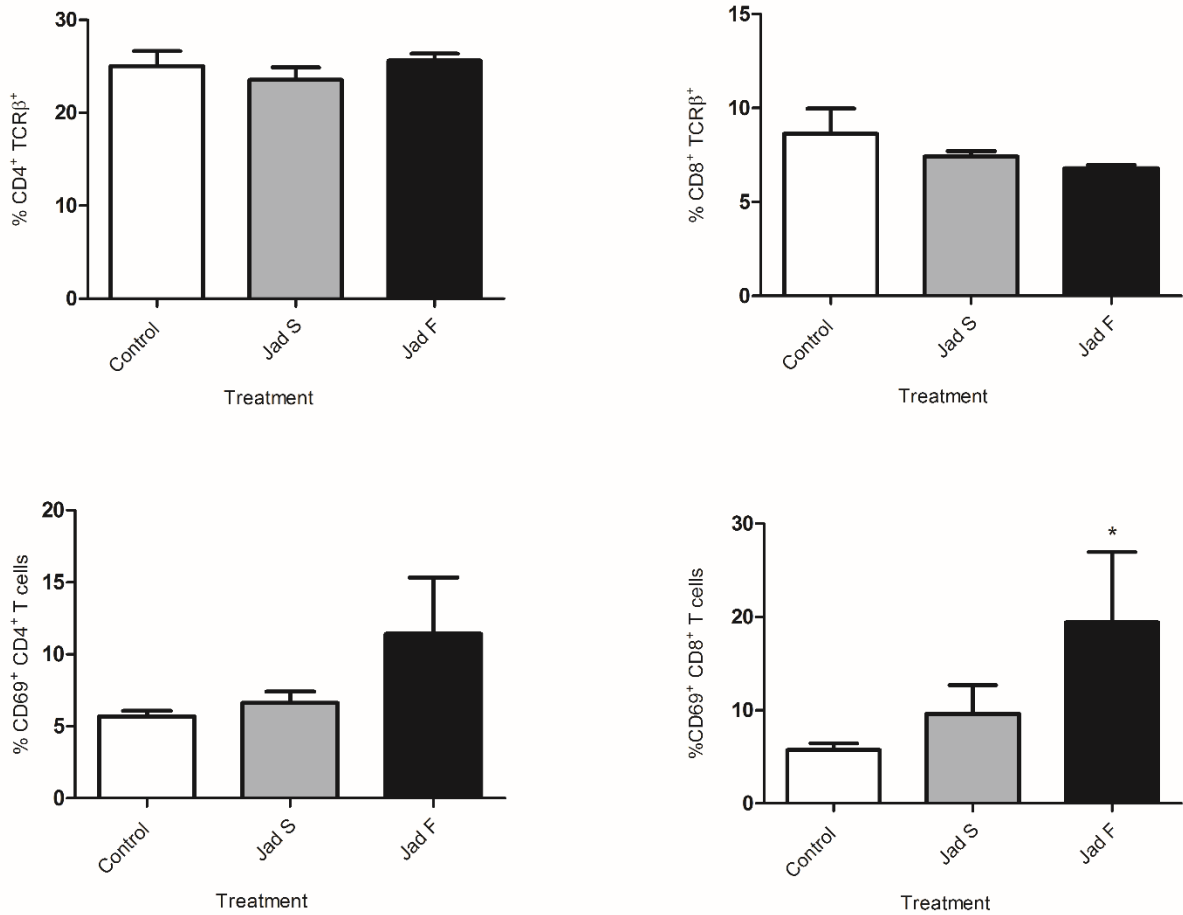 % CD4⁺ TCRβ⁺
30
20
10
0
Control
Jad S
Jad F
Treatment
% CD8⁺ TCRβ⁺
15
10
5
0
Control
Jad S
Jad F
Treatment
% CD69⁺ CD4⁺ T cells
20
15
10
5
0
Control
Jad S
Jad F
Treatment
%CD69⁺ CD8⁺ T cells
30
20
10
0
*
Control
Jad S
Jad F
Treatment